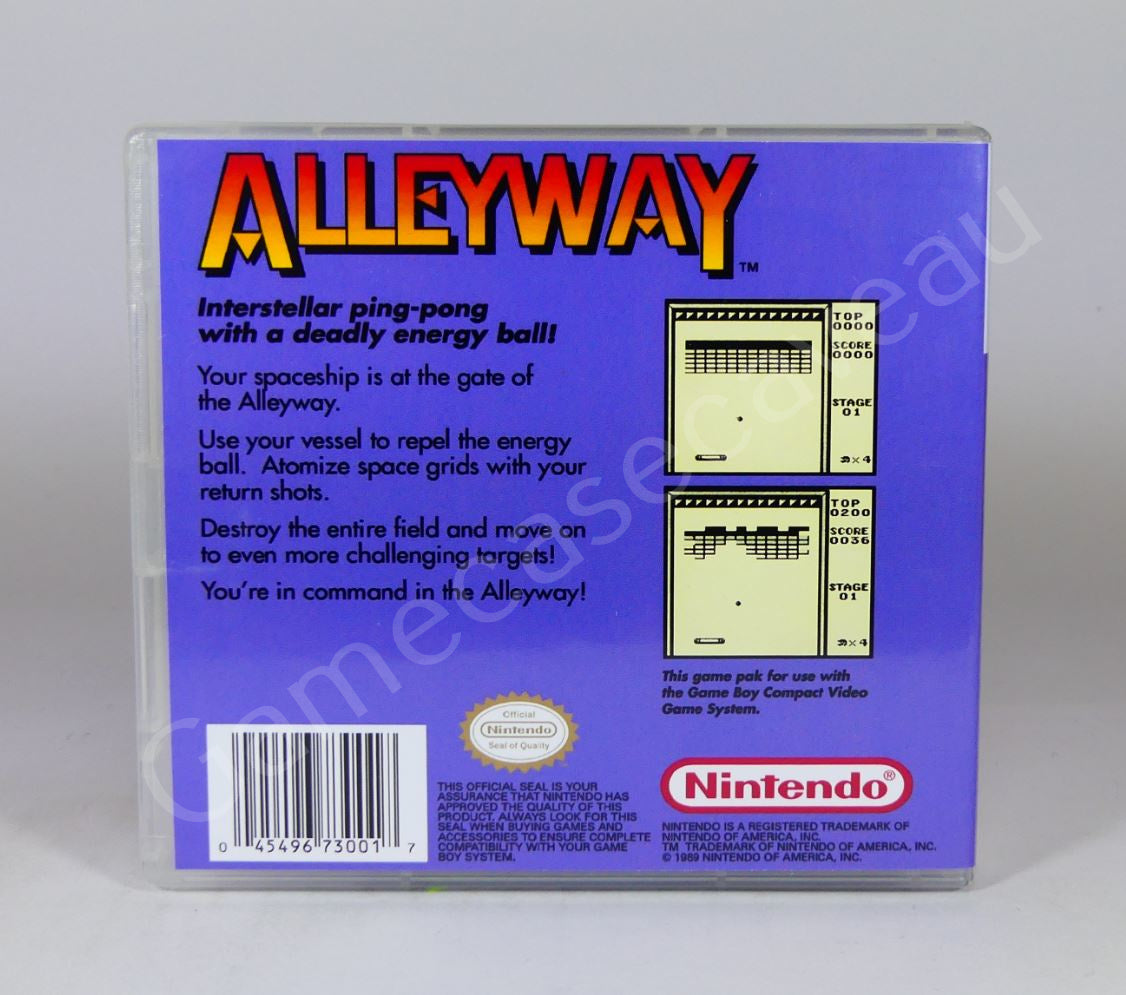 ALLEYWAY
TM
Interstellar ping-pong
with a deadly energy ball!
Your spaceship is at the gate of
the Alleyway.
Use your vessel to repel the energy
ball. Atomize space grids with your
return shots.
Destroy the entire field and move on
to even more challenging targets!
You're in command in the Alleyway!
TOP
0000
SCORE
0000
STAGE
01
×4
TOP
0200
SCORE
0036
STAGE
01
×4
This game pak for use with
the Game Boy Compact Video
Game System.
Official
Nintendo
Seal of Quality
THIS OFFICIAL SEAL IS YOUR
ASSURANCE THAT NINTENDO HAS
APPROVED THE QUALITY OF THIS
PRODUCT. ALWAYS LOOK FOR THIS
SEAL WHEN BUYING GAMES AND
ACCESSORIES TO ENSURE COMPLETE
COMPATIBILITY WITH YOUR GAME
BOY SYSTEM.
0 45496 73001 7
Nintendo®
NINTENDO IS A REGISTERED TRADEMARK OF
NINTENDO OF AMERICA, INC.
TM TRADEMARK OF NINTENDO OF AMERICA, INC.
© 1989 NINTENDO OF AMERICA, INC.
Gamecasecaveau